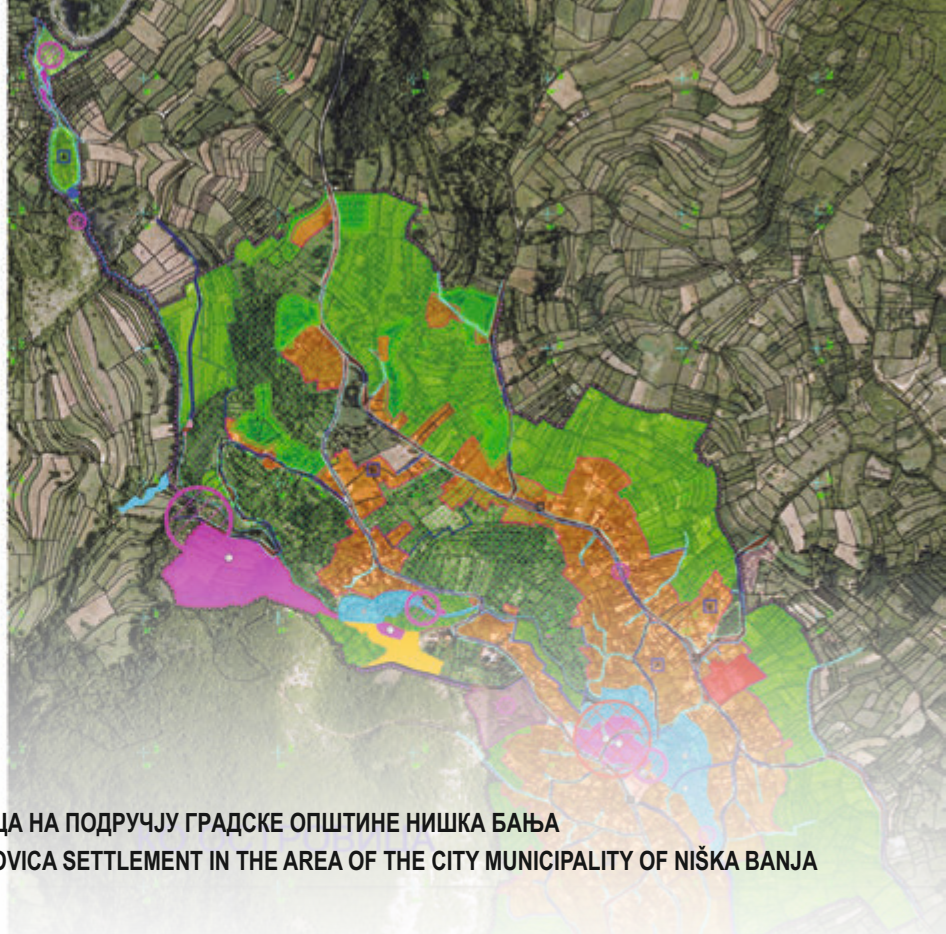 ЦА НА ПОДРУЧЈУ ГРАДСКЕ ОПШТИНЕ НИШКА БАЊА
OVICA SETTLEMENT IN THE AREA OF THE CITY MUNICIPALITY OF NIŠKA BANJA